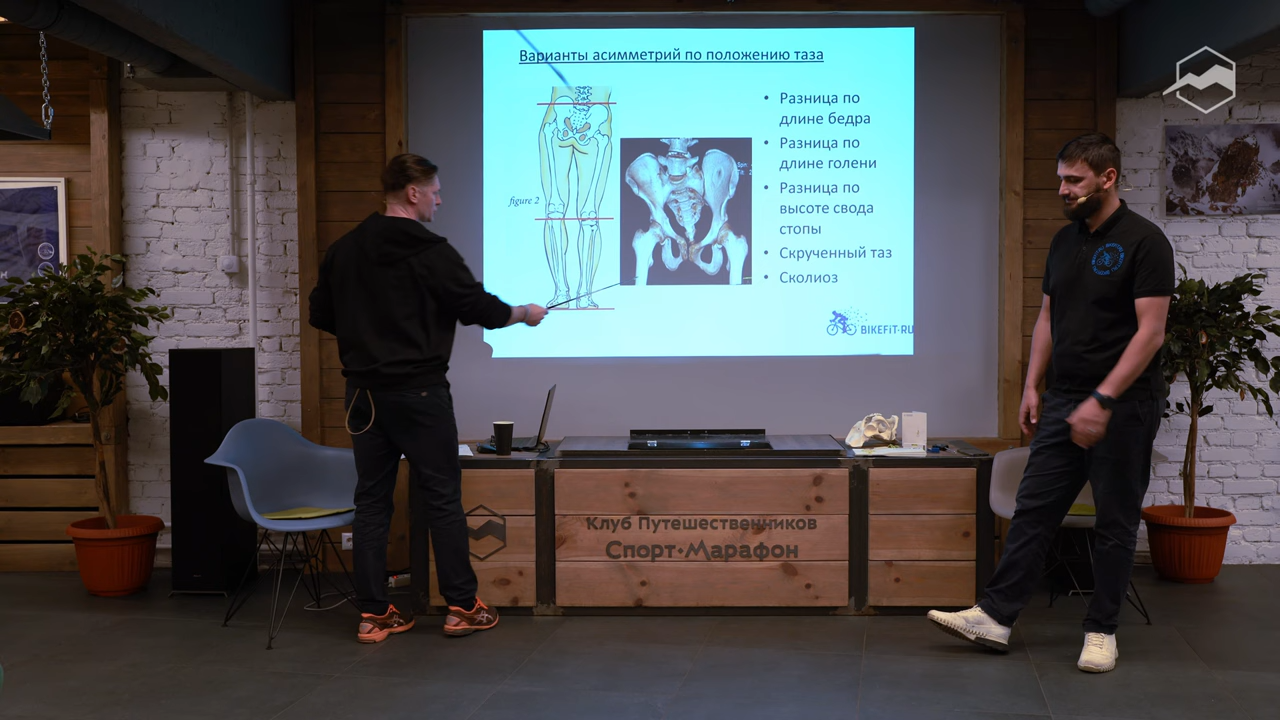 Варианты асимметрий по положению таза
figure 2
• Разница по
длине бедра
• Разница по
длине голени
• Разница по
высоте свода
стопы
• Скрученный таз
• Сколиоз
BIKEFIT-RU
Клуб Путешественников
Спорт-Марафон